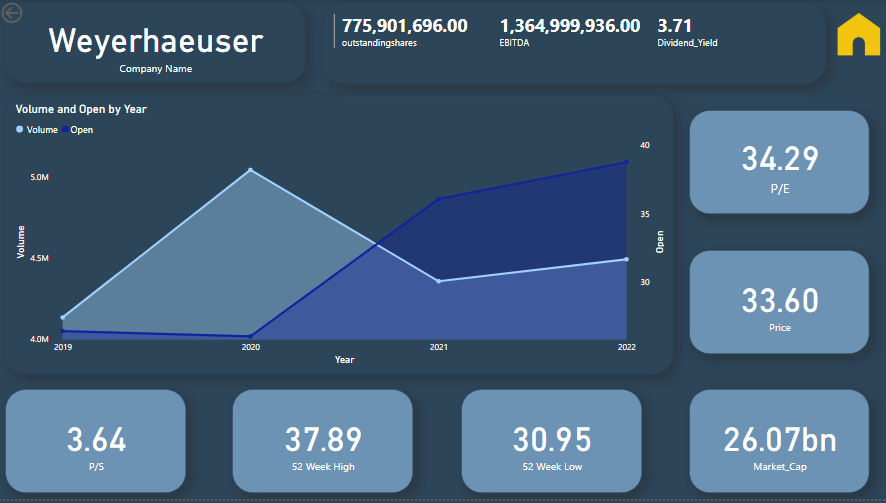 Weyerhaeuser
Company Name
775,901,696.00
outstandingshares
1,364,999,936.00
EBITDA
3.71
Dividend_Yield
Volume and Open by Year
Volume Open
5.0M
4.5M
4.0M
Volume
40
35
30
Open
2019 2020 2021 2022
Year
34.29
P/E
33.60
Price
3.64
P/S
37.89
52 Week High
30.95
52 Week Low
26.07bn
Market_Cap